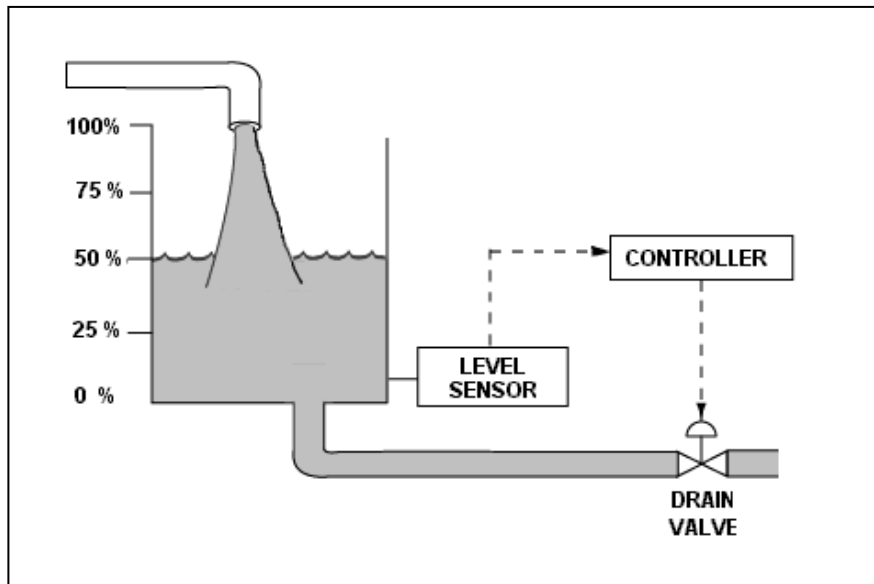 100%
75 %
50 %
25 %
0 %
CONTROLLER
LEVEL
SENSOR
DRAIN
VALVE